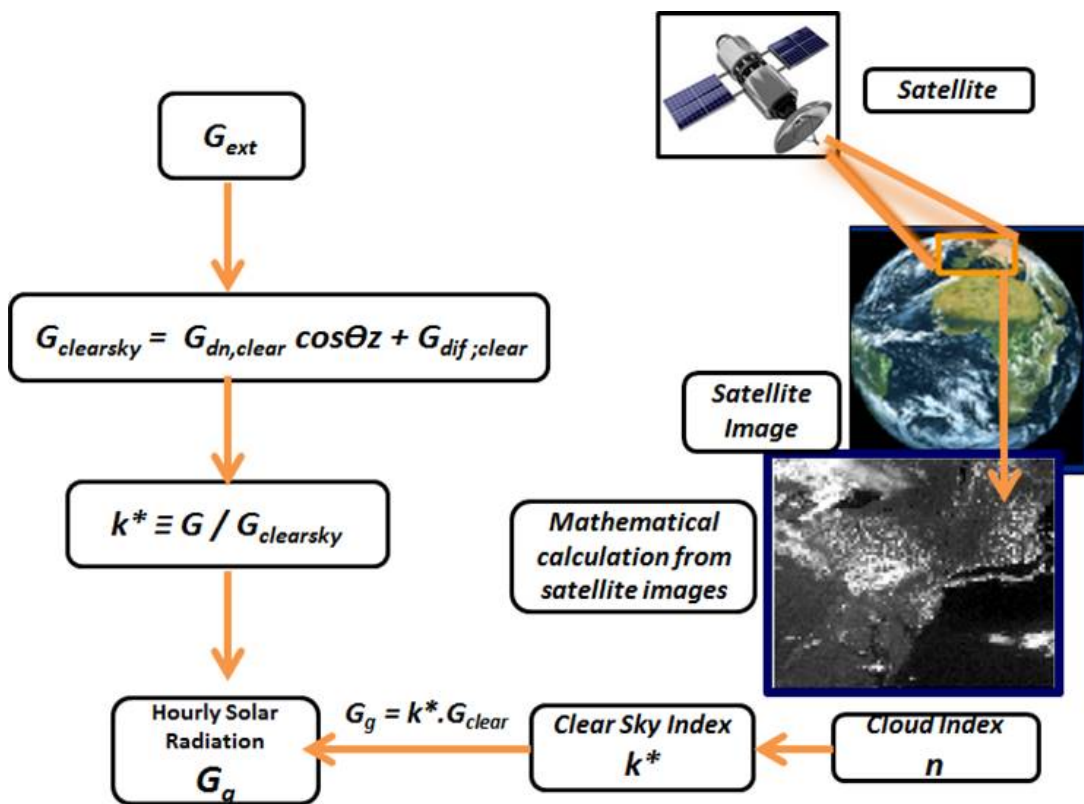 Satellite
G_ext
G_clearsky = G_dn,clear cosθz + G_dif;clear
Satellite
Image
k* ≡ G / G_clearsky
Mathematical
calculation from
satellite images
Hourly Solar
Radiation
G_g
G_g = k*.G_clear
Clear Sky Index
k*
Cloud Index
n